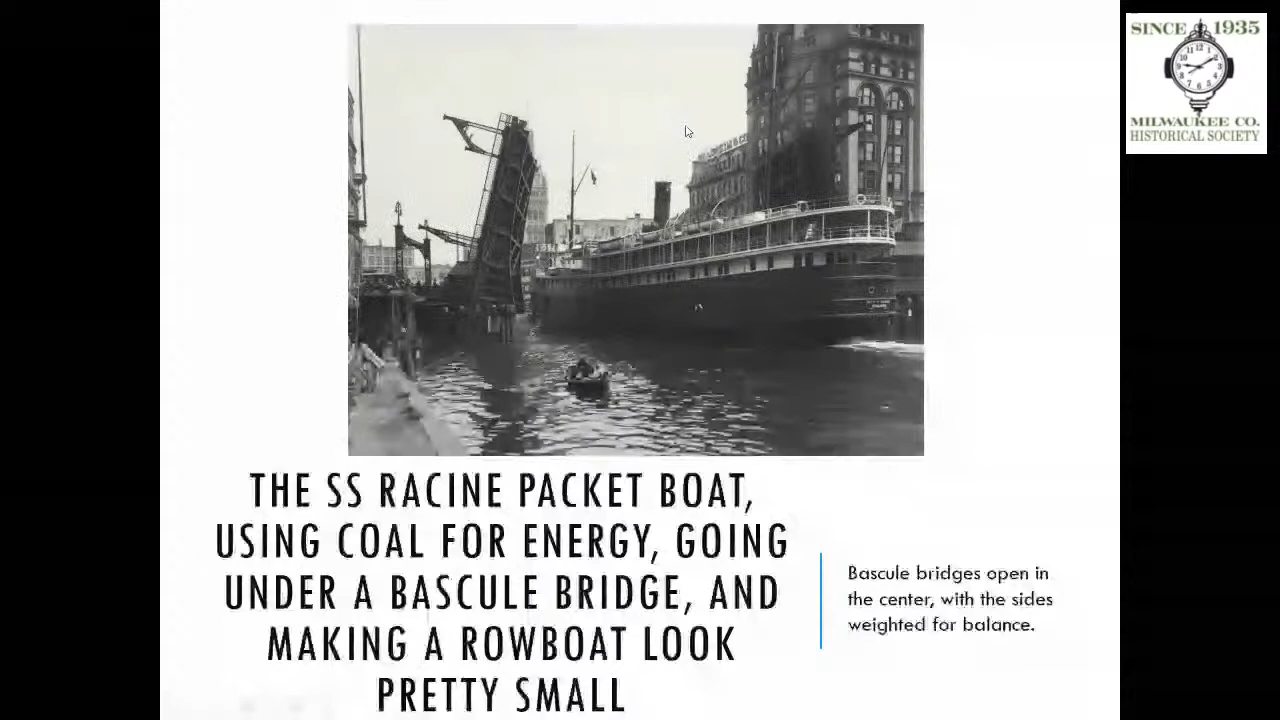 SINCE 1935
12
MILWAUKEE CO.
HISTORICAL SOCIETY
THE SS RACINE PACKET BOAT,
USING COAL FOR ENERGY, GOING
UNDER A BASCULE BRIDGE, AND
MAKING A ROWBOAT LOOK
PRETTY SMALL
Bascule bridges open in
the center, with the sides
weighted for balance.